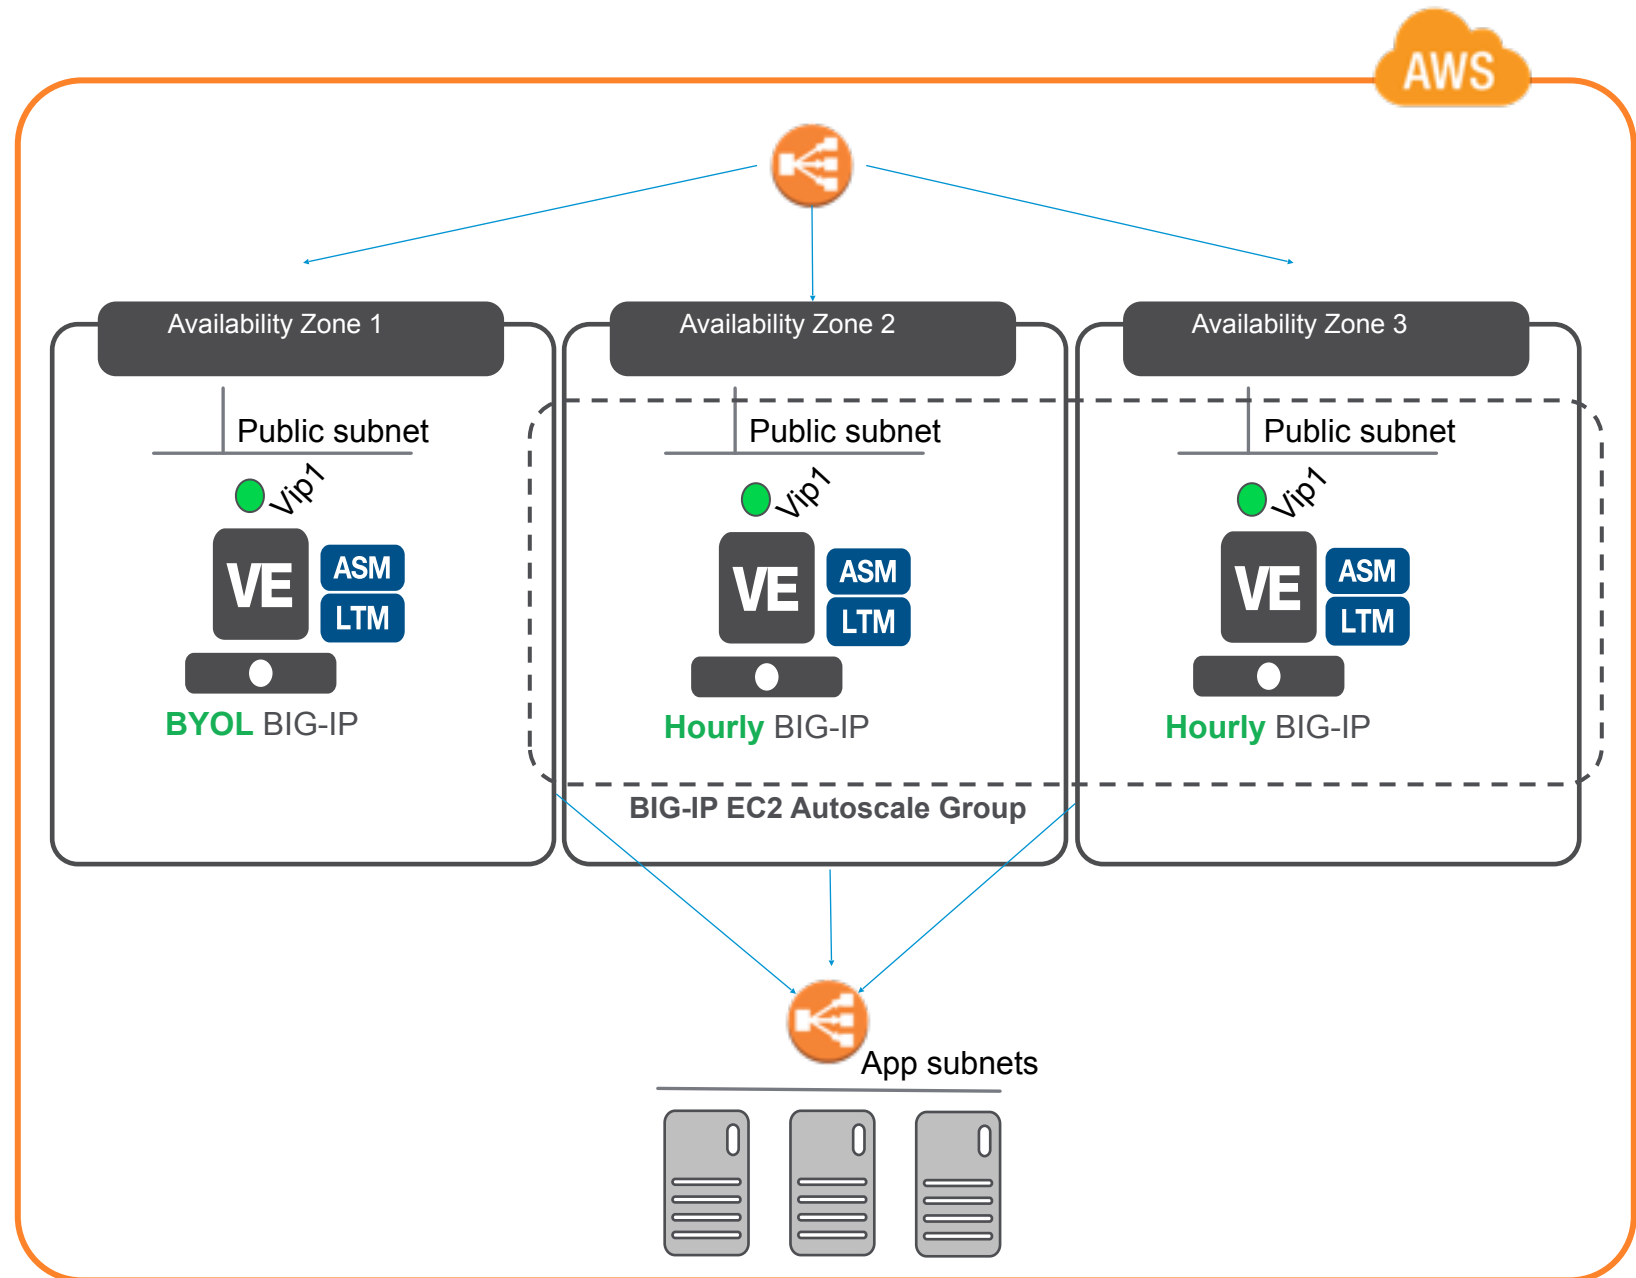 AWS
Availability Zone 1
Availability Zone 2
Availability Zone 3
Public subnet
Public subnet
Public subnet
Vip1
Vip1
Vip1
VE
ASM
LTM
VE
ASM
LTM
VE
ASM
LTM
BYOL BIG-IP
Hourly BIG-IP
Hourly BIG-IP
BIG-IP EC2 Autoscale Group
App subnets